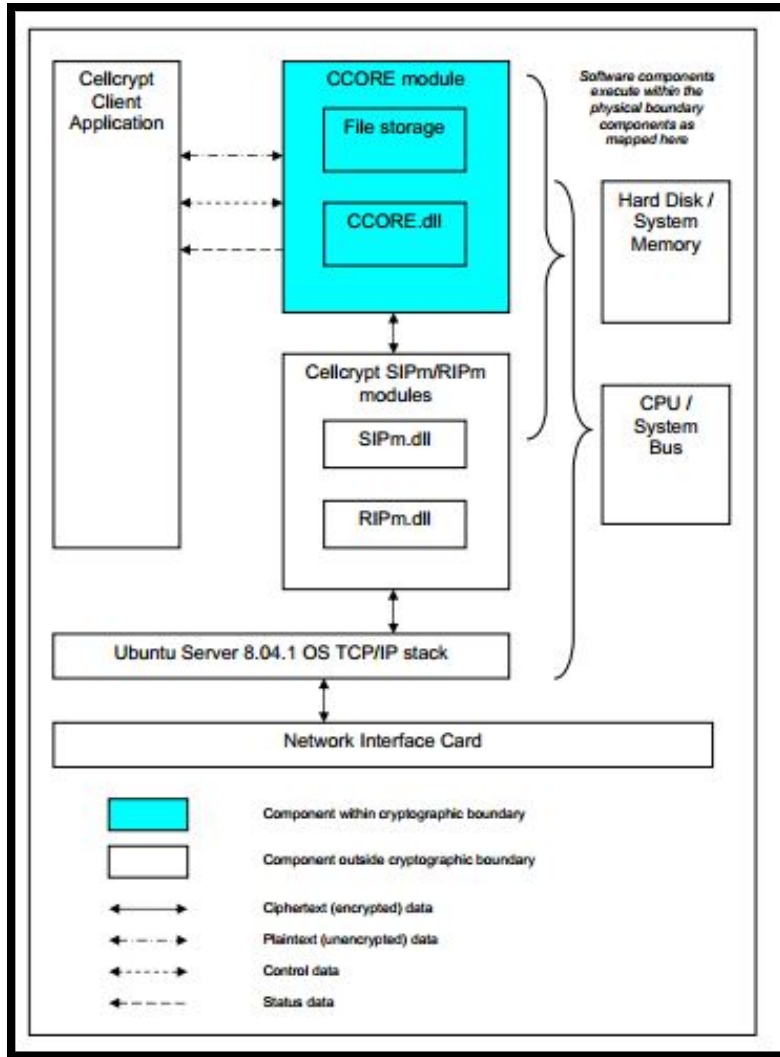 Cellcrypt
Client
Application
CCORE module
File storage
CCORE.dll
Software components
execute within the
physical boundary
components as
mapped here
Hard Disk /
System
Memory
Cellcrypt SIPm/RIPm
modules
SIPm.dll
RIPm.dll
CPU /
System
Bus
Ubuntu Server 8.04.1 OS TCP/IP stack
Network Interface Card
Component within cryptographic boundary
Component outside cryptographic boundary
Ciphertext (encrypted) data
Plaintext (unencrypted) data
Control data
Status data